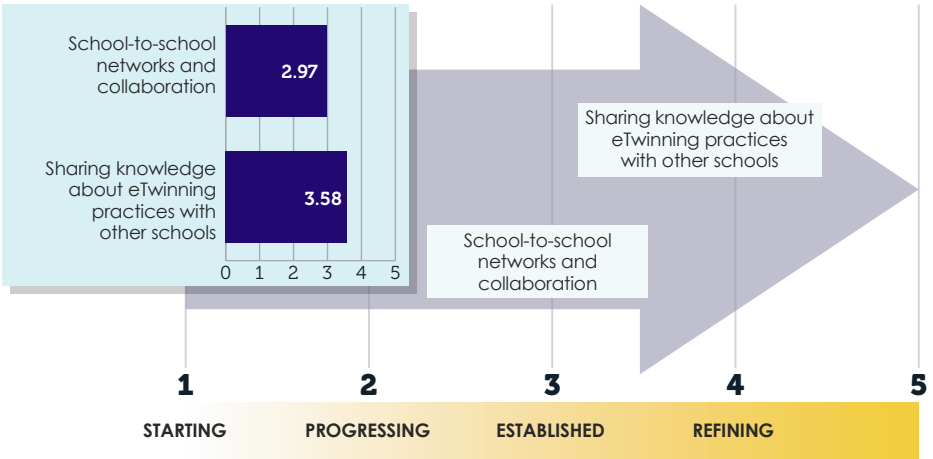 School-to-school
networks and
collaboration
2.97
Sharing knowledge
about eTwinning
practices with
other schools
3.58
0 1 2 3 4 5
Sharing knowledge about
eTwinning practices
with other schools
School-to-school
networks and
collaboration
1 2 3 4 5
STARTING PROGRESSING ESTABLISHED REFINING